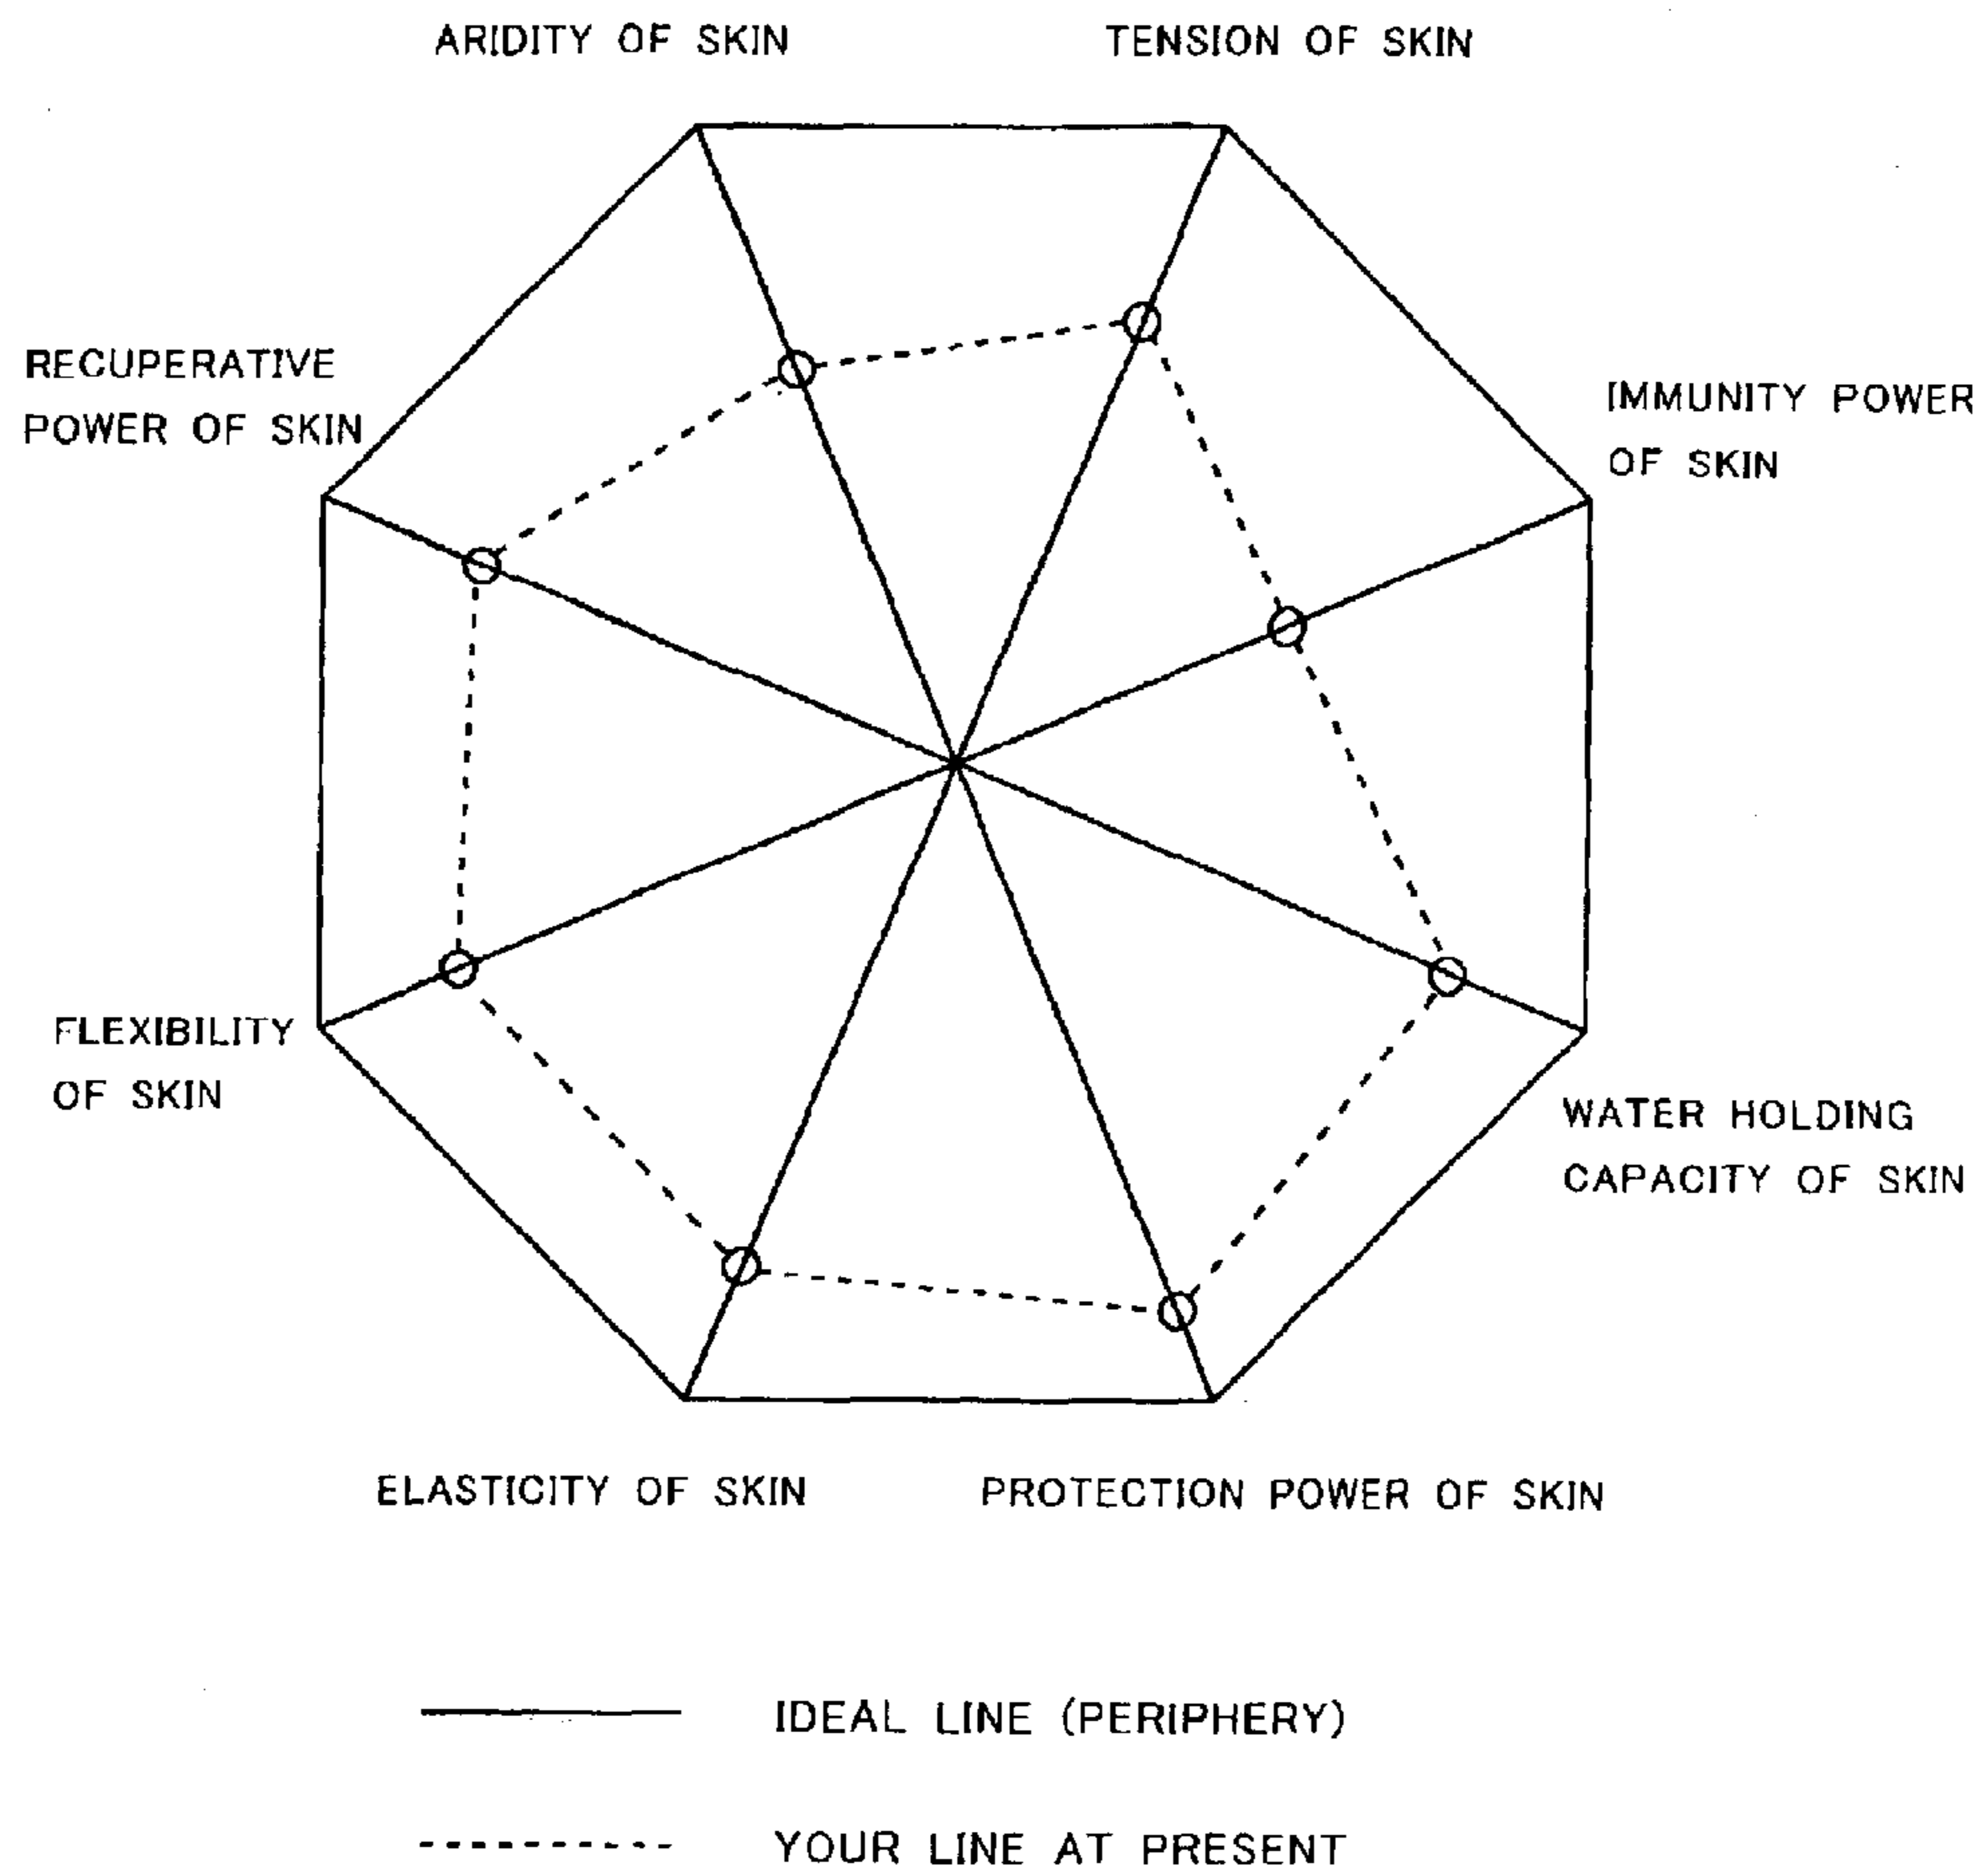 ARIDITY OF SKIN
TENSION OF SKIN
RECUPERATIVE
POWER OF SKIN
IMMUNITY POWER
OF SKIN
FLEXIBILITY
OF SKIN
WATER HOLDING
CAPACITY OF SKIN
ELASTICITY OF SKIN
PROTECTION POWER OF SKIN
IDEAL LINE (PERIPHERY)
YOUR LINE AT PRESENT